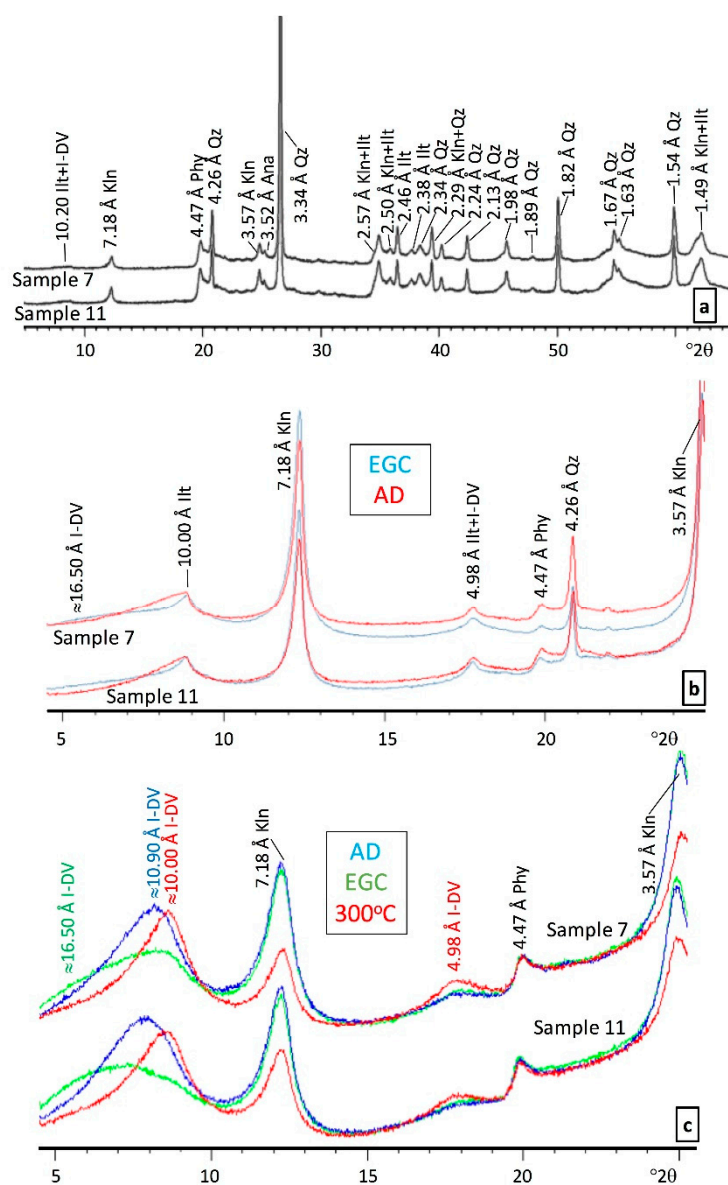 10.20 Ilt+I-DV
7.18 Å Kln
4.47 Å Phy
4.26 Å Qz
3.57 Å Kln
3.52 Å Ana
3.34 Å Qz
2.57 Å Kln+Ilt
2.50 Å Kln+Ilt
2.46 Å Ilt
2.38 Å Ilt
2.34 Å Qz
2.29 Å Kln+Qz
2.24 Å Qz
2.13 Å Qz
1.98 Å Qz
1.89 Å Qz
1.82 Å Qz
1.67 Å Qz
1.63 Å Qz
1.54 Å Qz
1.49 Å Kln+Ilt
Sample 7
Sample 11
a
10 20 30 40 50 °2θ
≈16.50 Å I-DV
10.00 Å Ilt
7.18 Å Kln
EGC
AD
4.98 Å Ilt+I-DV
4.47 Å Phy
4.26 Å Qz
3.57 Å Kln
Sample 7
Sample 11
b
5 10 15 20 °2θ
≈16.50 Å I-DV
≈10.90 Å I-DV
≈10.00 Å I-DV
7.18 Å Kln
AD
EGC
300°C
4.98 Å I-DV
4.47 Å Phy
3.57 Å Kln
Sample 7
Sample 11
c
5 10 15 20 °2θ